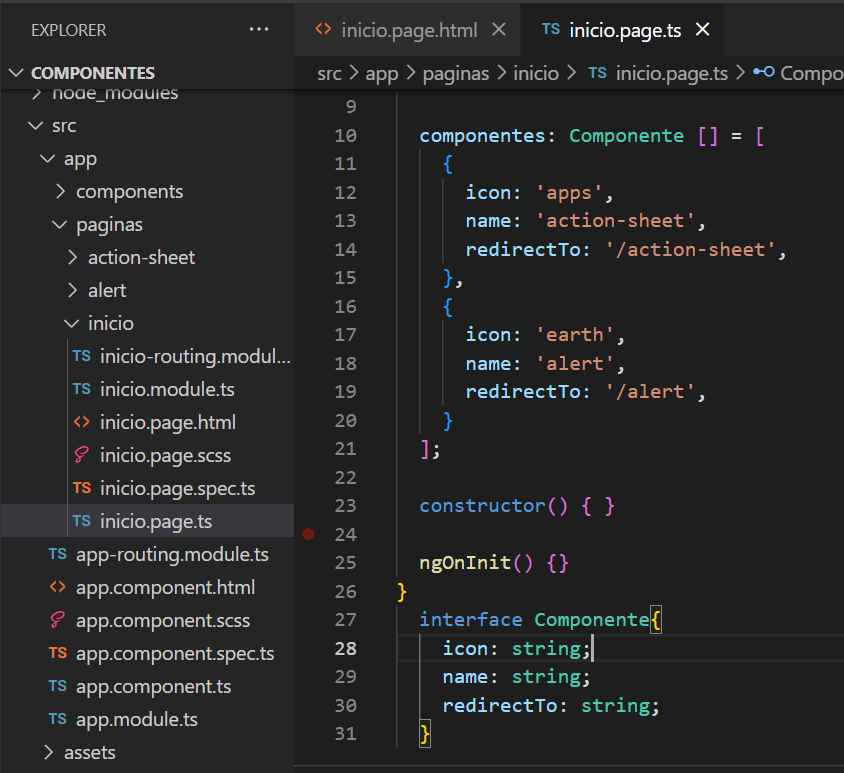 EXPLORER ...
COMPONENTES
node_modules
src
app
components
paginas
action-sheet
alert
inicio
TS inicio-routing.modul...
TS inicio.module.ts
<> inicio.page.html
inicio.page.scss
TS inicio.page.spec.ts
TS inicio.page.ts
TS app-routing.module.ts
<> app.component.html
app.component.scss
TS app.component.spec.ts
TS app.component.ts
TS app.module.ts
assets
<> inicio.page.html
TS inicio.page.ts
src > app > paginas > inicio > TS inicio.page.ts > Compo
9
10 componentes: Componente [] = [
11 {
12 icon: 'apps',
13 name: 'action-sheet',
14 redirectTo: '/action-sheet',
15 },
16 {
17 icon: 'earth',
18 name: 'alert',
19 redirectTo: '/alert',
20 }
21 ];
22
23 constructor() { }
24
25 ngOnInit() {}
26 }
27 interface Componente{
28 icon: string;
29 name: string;
30 redirectTo: string;
31 }